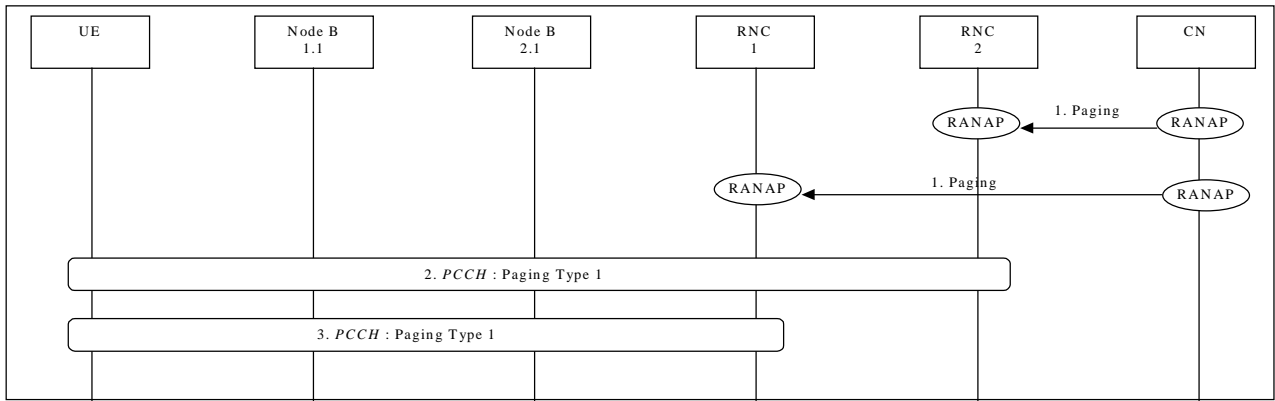 UE
Node B
1.1
Node B
2.1
RNC
1
RNC
2
CN
1. Paging
RANAP
RANAP
1. Paging
RANAP
RANAP
2. PCCH : Paging Type 1
3. PCCH : Paging Type 1